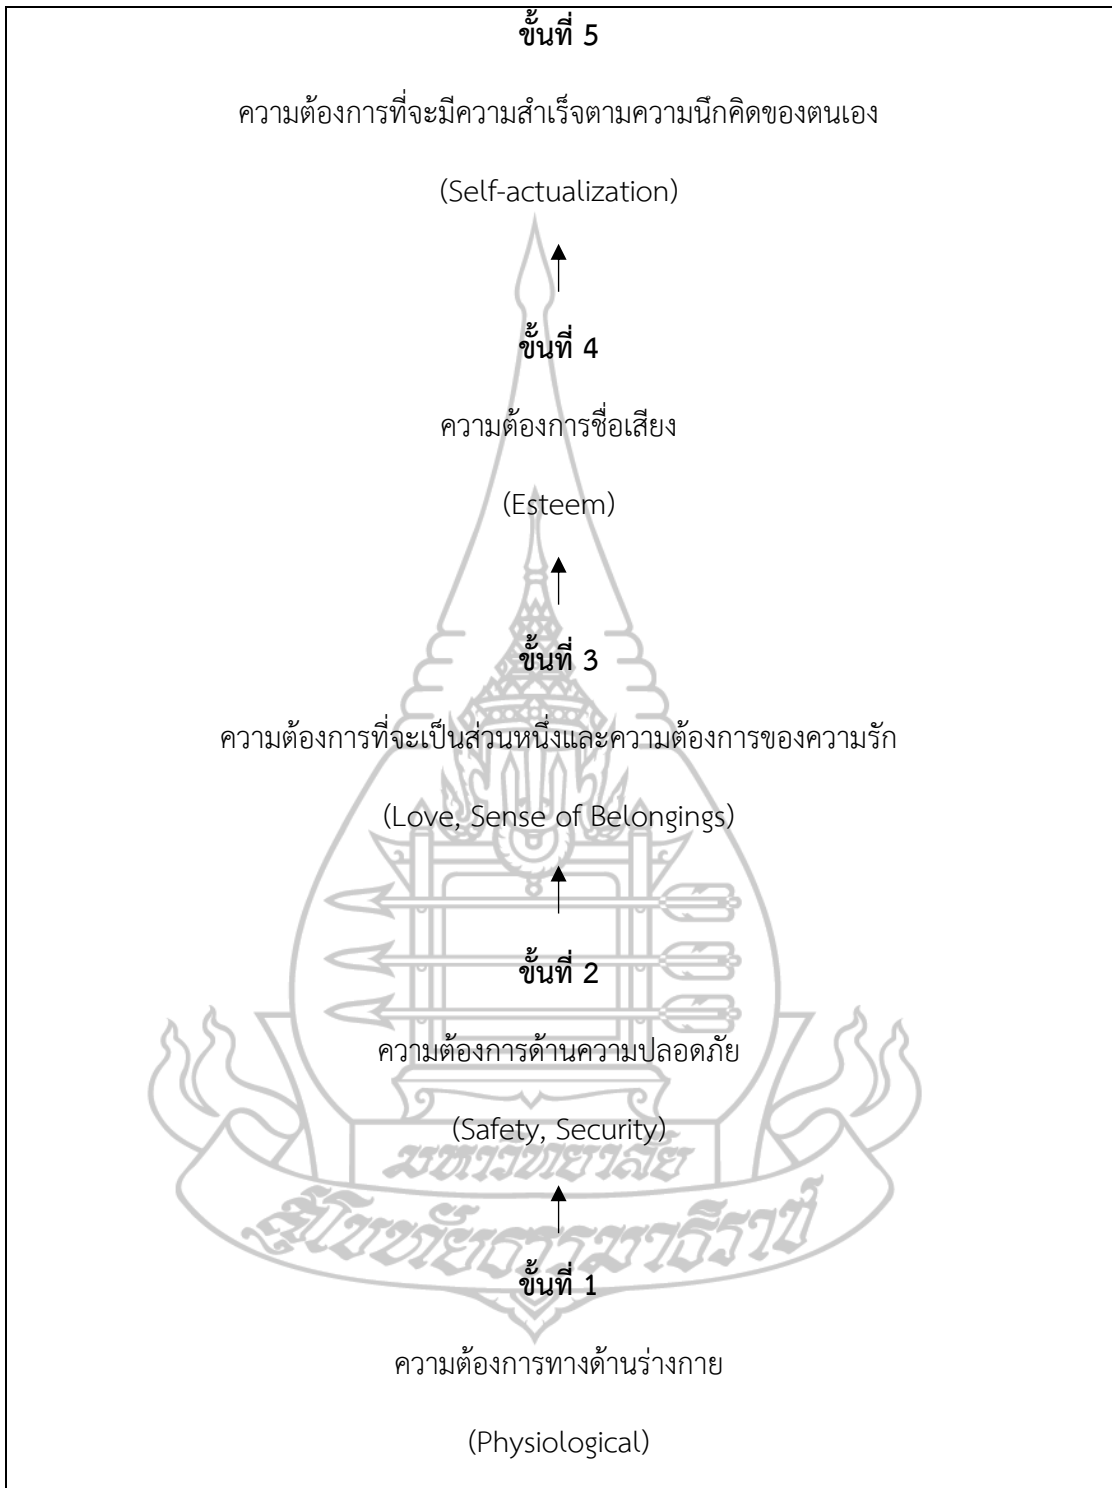 ขั้นที่ 5
ความต้องการที่จะมีความสำเร็จตามความนึกคิดของตนเอง
(Self-actualization)
ขั้นที่ 4
ความต้องการชื่อเสียง
(Esteem)
ขั้นที่ 3
ความต้องการที่จะเป็นส่วนหนึ่งและความต้องการของความรัก
(Love, Sense of Belongings)
ขั้นที่ 2
ความต้องการด้านความปลอดภัย
(Safety, Security)
มหาวิทยาลัย
สุโขทัยธรรมาธิราช
ขั้นที่ 1
ความต้องการทางด้านร่างกาย
(Physiological)